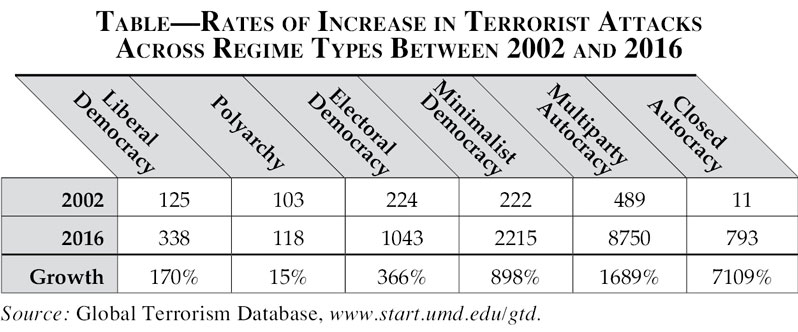 Table—Rates of Increase in Terrorist Attacks
Across Regime Types Between 2002 and 2016
Liberal
Democracy
Polyarchy
Electoral
Democracy
Minimalist
Democracy
Multiparty
Autocracy
Closed
Autocracy
2002 125 103 224 222 489 11
2016 338 118 1043 2215 8750 793
Growth 170% 15% 366% 898% 1689% 7109%
Source: Global Terrorism Database, www.start.umd.edu/gtd.